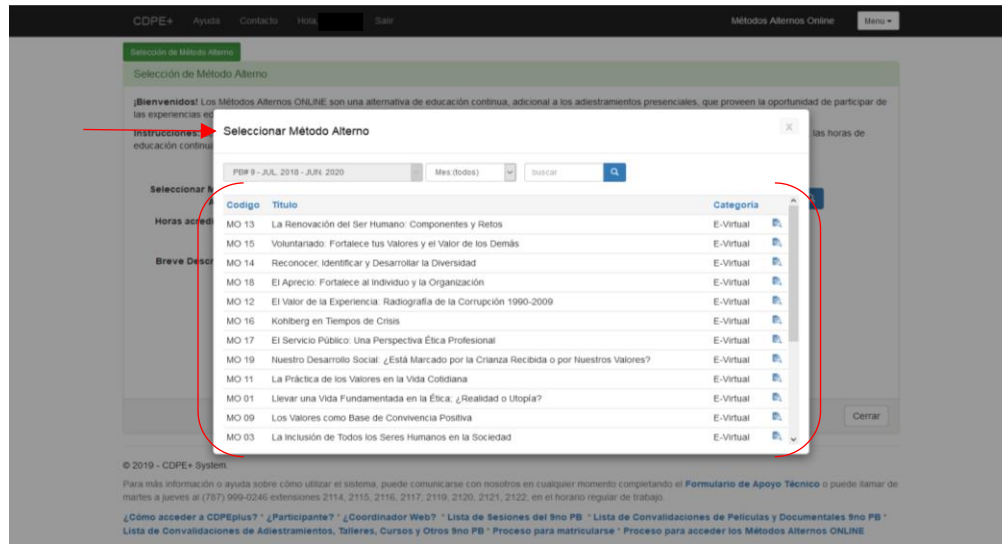 CDPE+ Ayuda Contacto Hola, Salir Métodos Alternos Online Menu
Selección de Método Alterno
Selección de Método Alterno
¡Bienvenidos! Los Métodos Alternos ONLINE son una alternativa de educación continua, adicional a los adiestramientos presenciales, que proveen la oportunidad de participar de
las experiencias ed
Instrucciones: las horas de
educación continua
Seleccionar Método Alterno X
PB# 9 - JUL. 2018 - JUN. 2020 Mes:(todos) buscar
Seleccionar M
Horas acredi
Breve Descr
Codigo Titulo Categoria
MO 13 La Renovación del Ser Humano: Componentes y Retos E-Virtual
MO 15 Voluntariado: Fortalece tus Valores y el Valor de los Demás E-Virtual
MO 14 Reconocer, Identificar y Desarrollar la Diversidad E-Virtual
MO 18 El Aprecio: Fortalece al Individuo y la Organización E-Virtual
MO 12 El Valor de la Experiencia: Radiografía de la Corrupción 1990-2009 E-Virtual
MO 16 Kohlberg en Tiempos de Crisis E-Virtual
MO 17 El Servicio Público: Una Perspectiva Ética Profesional E-Virtual
MO 19 Nuestro Desarrollo Social: ¿Está Marcado por la Crianza Recibida o por Nuestros Valores? E-Virtual
MO 11 La Práctica de los Valores en la Vida Cotidiana E-Virtual
MO 01 Llevar una Vida Fundamentada en la Ética; ¿Realidad o Utopía? E-Virtual
MO 09 Los Valores como Base de Convivencia Positiva E-Virtual
MO 03 La Inclusión de Todos los Seres Humanos en la Sociedad E-Virtual
Cerrar
© 2019 - CDPE+ System.
Para más información o ayuda sobre cómo utilizar el sistema, puede comunicarse con nosotros en cualquier momento completando el Formulario de Apoyo Técnico o puede llamar de
martes a jueves al (787) 999-0246 extensiones 2114, 2115, 2116, 2117, 2119, 2120, 2121, 2122, en el horario regular de trabajo.
¿Cómo acceder a CDPEplus? * ¿Participante? * ¿Coordinador Web? * Lista de Sesiones del 9no PB * Lista de Convalidaciones de Películas y Documentales 9no PB *
Lista de Convalidaciones de Adiestramientos, Talleres, Cursos y Otros 9no PB * Proceso para matricularse * Proceso para acceder los Métodos Alternos ONLINE